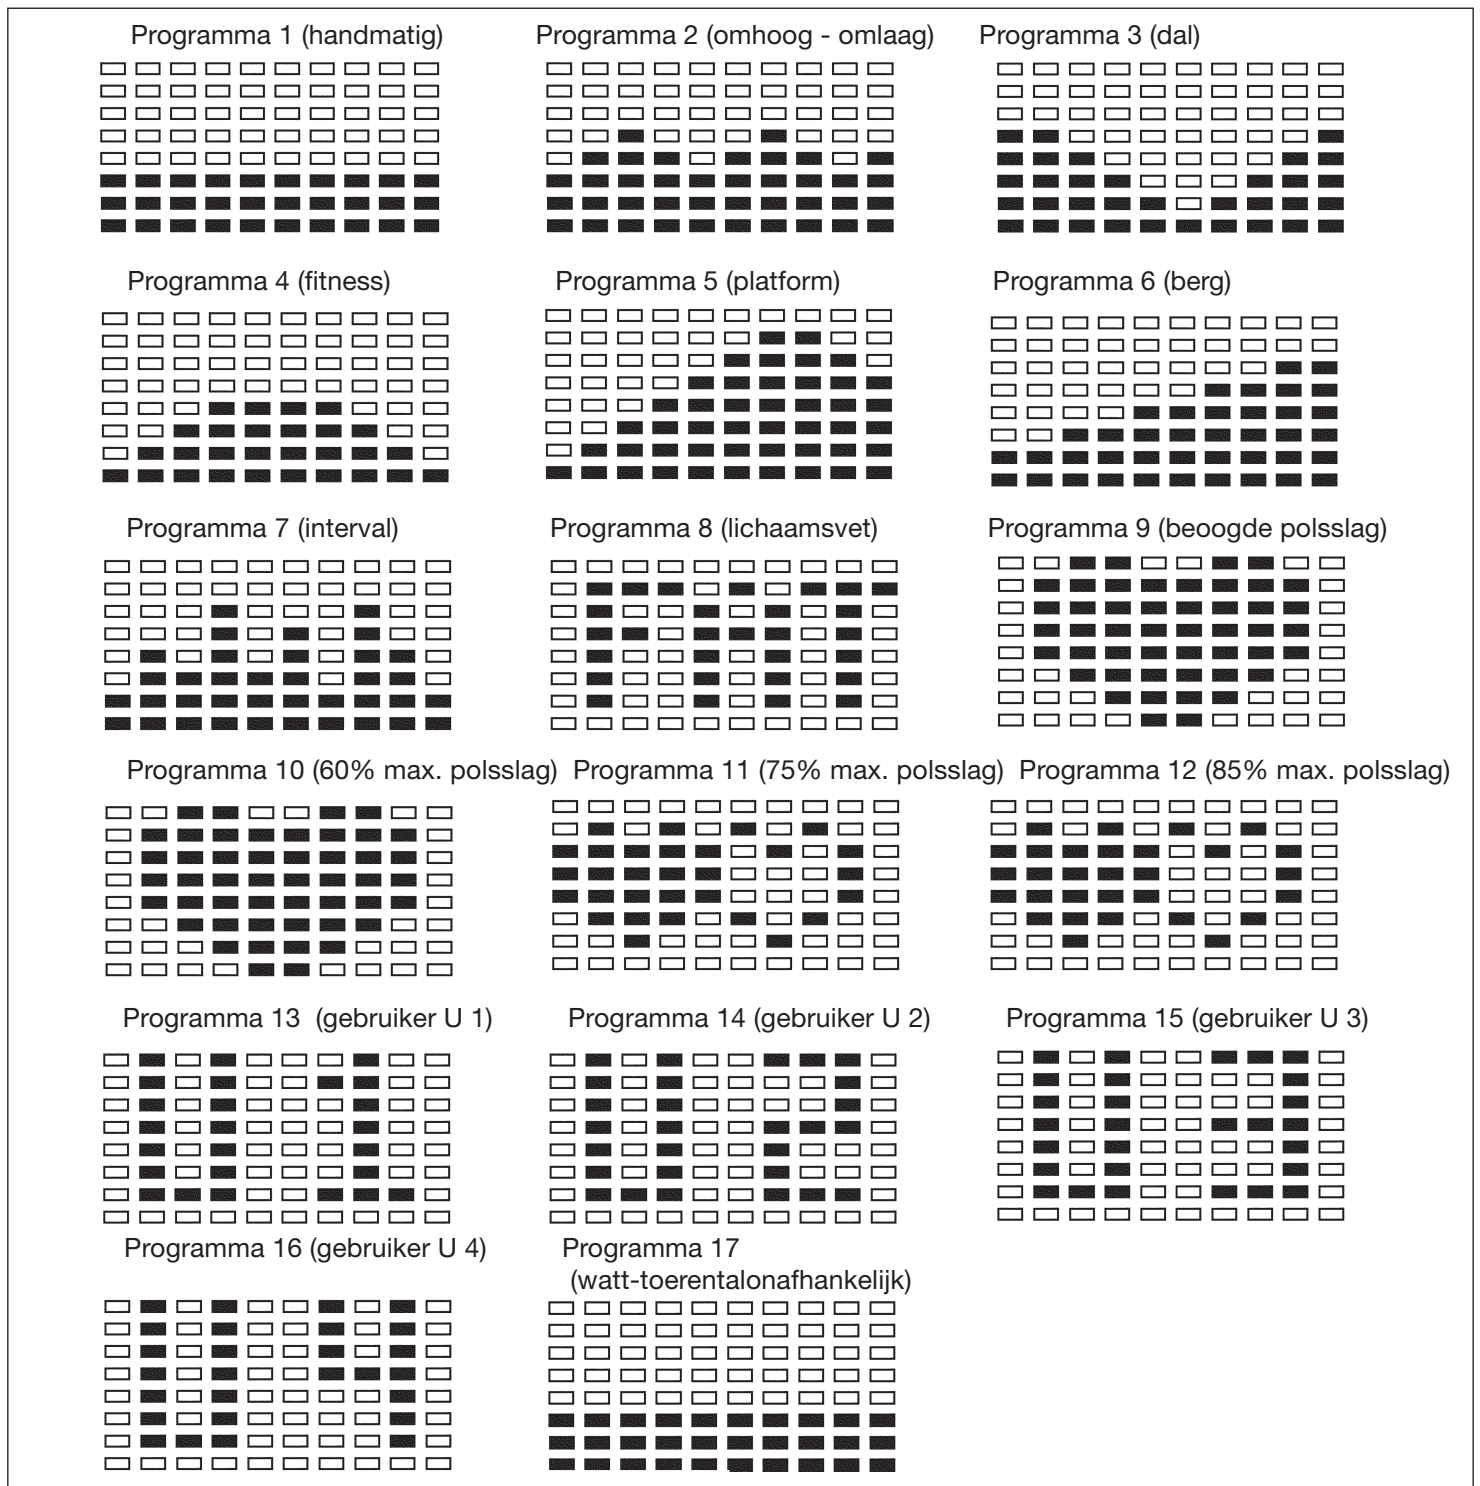 Programma 1 (handmatig)
Programma 2 (omhoog - omlaag)
Programma 3 (dal)
Programma 4 (fitness)
Programma 5 (platform)
Programma 6 (berg)
Programma 7 (interval)
Programma 8 (lichaamsvet)
Programma 9 (beoogde polsslag)
Programma 10 (60% max. polsslag)
Programma 11 (75% max. polsslag)
Programma 12 (85% max. polsslag)
Programma 13 (gebruiker U 1)
Programma 14 (gebruiker U 2)
Programma 15 (gebruiker U 3)
Programma 16 (gebruiker U 4)
Programma 17
(watt-toerentalonafhankelijk)